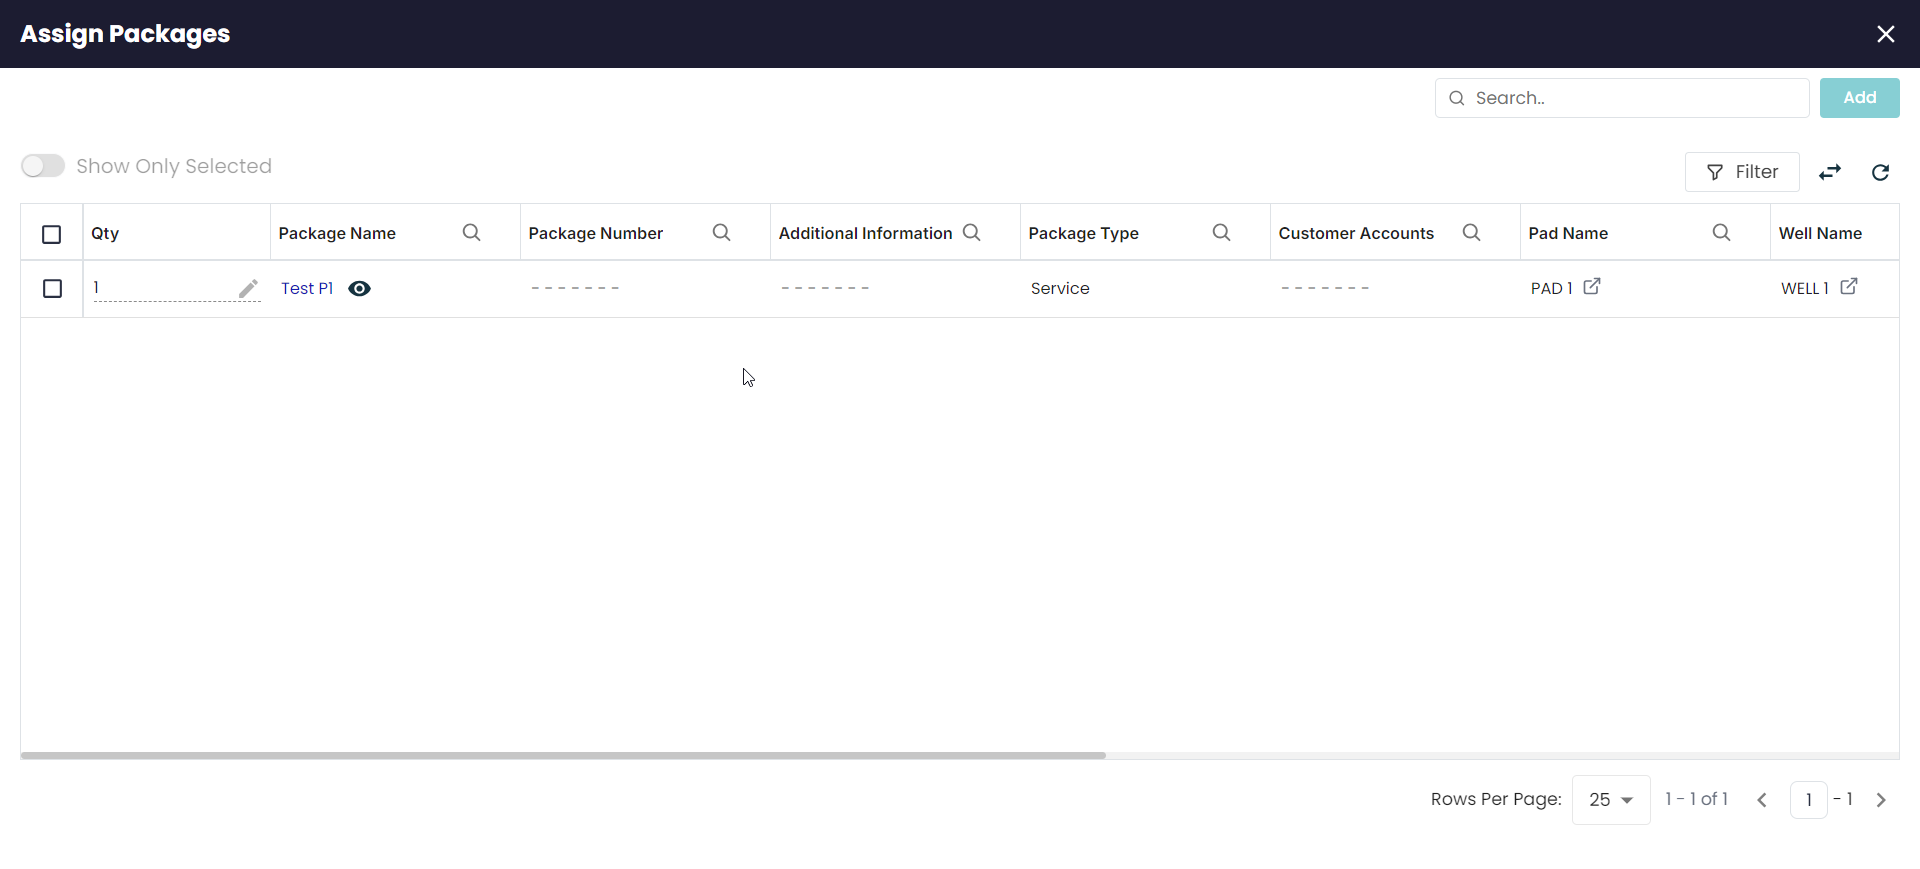 Assign Packages
Search..
Add
Show Only Selected
Filter
Qty Package Name Package Number Additional Information Package Type Customer Accounts Pad Name Well Name
1 Test P1 - - - - - - - - - - - - - - Service - - - - - - - PAD 1 WELL 1
Rows Per Page: 25 1 - 1 of 1 1 - 1